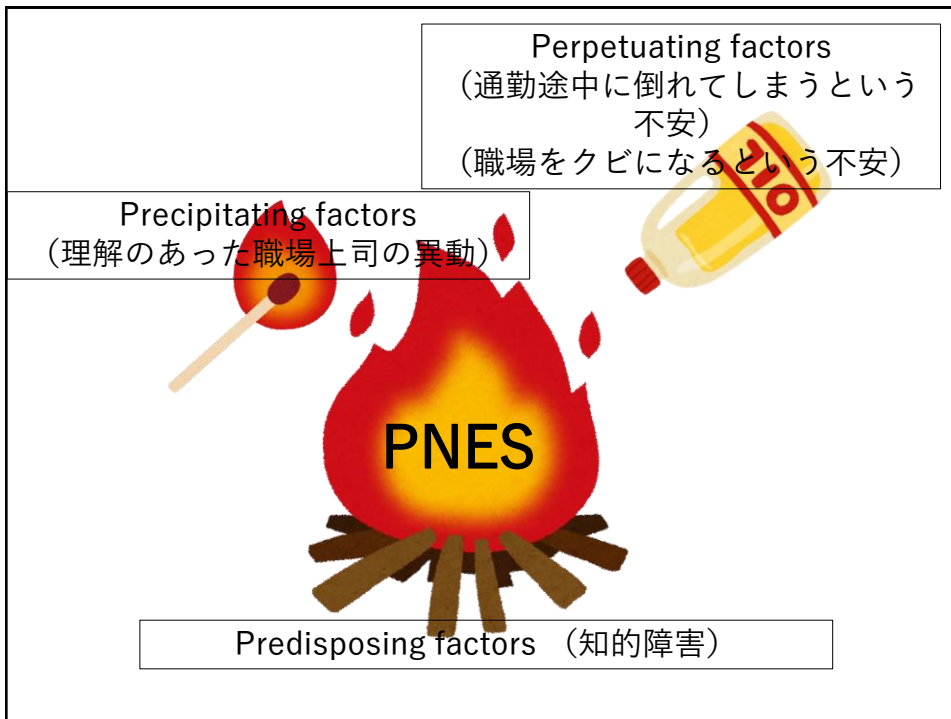 Perpetuating factors
（通勤途中に倒れてしまうという
不安）
（職場をクビになるという不安）
OIL
Precipitating factors
（理解のあった職場上司の異動）
PNES
Predisposing factors （知的障害）